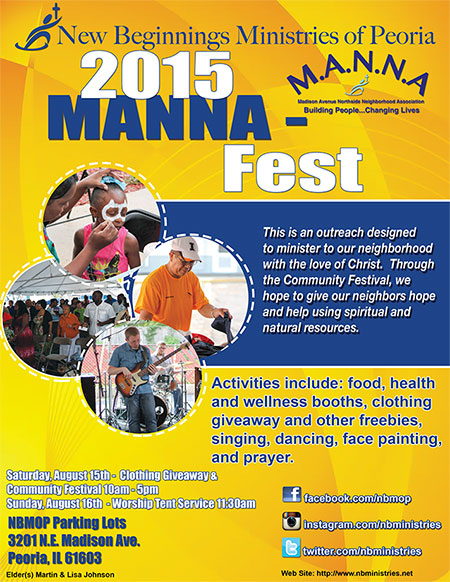 New Beginnings Ministries of Peoria
2015
MANNA -
Fest
M.A.N.N.A
Madison Avenue Northside Neighborhood Association
Building People...Changing Lives
This is an outreach designed
to minister to our neighborhood
with the love of Christ. Through
the Community Festival, we
hope to give our neighbors hope
and help using spiritual and
natural resources.
Activities include: food, health
and wellness booths, clothing
giveaway and other freebies,
singing, dancing, face painting,
and prayer.
Saturday, August 15th - Clothing Giveaway &
Community Festival 10am - 5pm
Sunday, August 16th - Worship Tent Service 11:30am
NBMOP Parking Lots
3201 N.E. Madison Ave.
Peoria, IL 61603
Elder(s) Martin & Lisa Johnson
facebook.com/nbmop
instagram.com/nbministries
twitter.com/nbministries
Web Site: http://www.nbministries.net